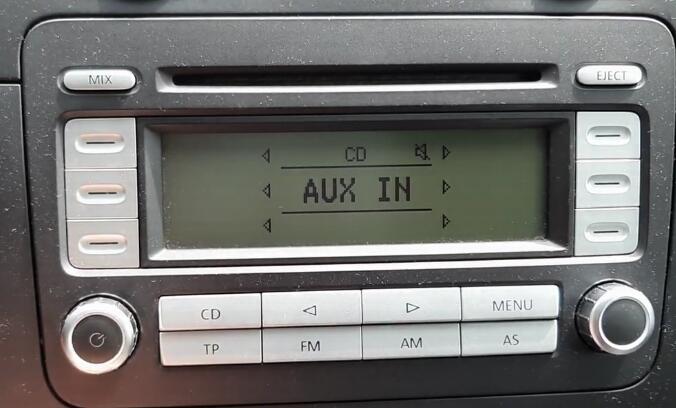 MIX
EJECT
CD
AUX IN
CD MENU
TP FM AM AS